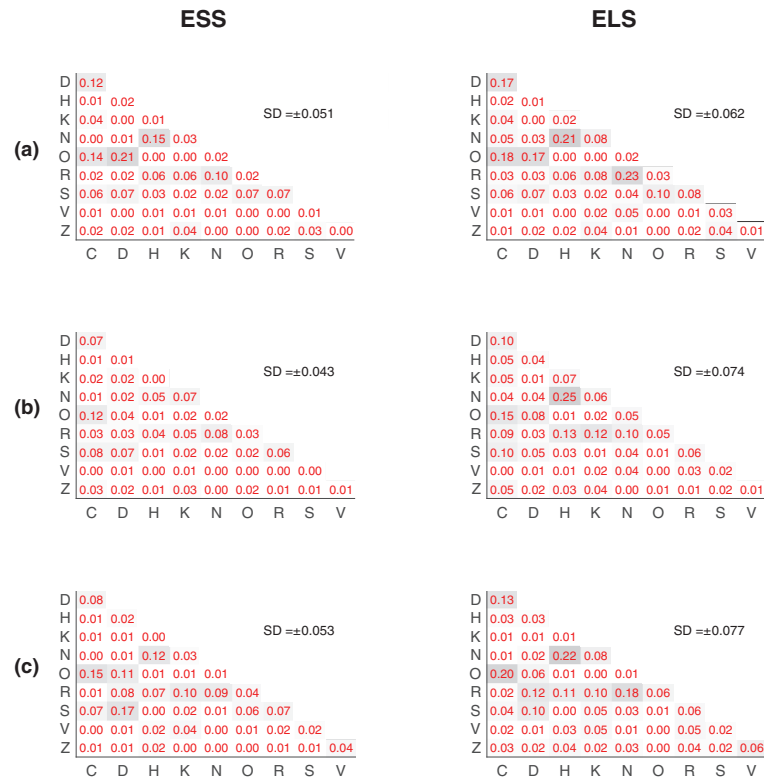 ESS ELS
(a)
D 0.12
H 0.01 0.02
K 0.04 0.00 0.01
N 0.00 0.01 0.15 0.03
O 0.14 0.21 0.00 0.00 0.02
R 0.02 0.02 0.06 0.06 0.10 0.02
S 0.06 0.07 0.03 0.02 0.02 0.07 0.07
V 0.01 0.00 0.01 0.01 0.01 0.00 0.00 0.01
Z 0.02 0.02 0.01 0.04 0.00 0.00 0.02 0.03 0.00
C D H K N O R S V
SD =±0.051
D 0.17
H 0.02 0.01
K 0.04 0.00 0.02
N 0.05 0.03 0.21 0.08
O 0.18 0.17 0.00 0.00 0.02
R 0.03 0.03 0.06 0.08 0.23 0.03
S 0.06 0.07 0.03 0.02 0.04 0.10 0.08
V 0.01 0.01 0.00 0.02 0.05 0.00 0.01 0.03
Z 0.01 0.02 0.02 0.04 0.00 0.00 0.02 0.04 0.01
C D H K N O R S V
SD =±0.062
(b)
D 0.07
H 0.01 0.01
K 0.02 0.02 0.00
N 0.01 0.02 0.05 0.07
O 0.12 0.04 0.01 0.02 0.02
R 0.03 0.03 0.04 0.05 0.08 0.03
S 0.08 0.07 0.01 0.02 0.02 0.02 0.06
V 0.00 0.01 0.00 0.01 0.00 0.00 0.00 0.00
Z 0.03 0.02 0.01 0.03 0.00 0.02 0.01 0.01 0.01
C D H K N O R S V
SD =±0.043
D 0.10
H 0.05 0.04
K 0.05 0.01 0.07
N 0.04 0.04 0.25 0.06
O 0.15 0.08 0.01 0.02 0.05
R 0.09 0.03 0.13 0.12 0.10 0.05
S 0.10 0.05 0.03 0.01 0.04 0.01 0.06
V 0.00 0.01 0.01 0.02 0.04 0.00 0.03 0.02
Z 0.05 0.02 0.03 0.04 0.00 0.01 0.01 0.02 0.01
C D H K N O R S V
SD =±0.074
(c)
D 0.08
H 0.01 0.02
K 0.01 0.01 0.00
N 0.00 0.01 0.12 0.03
O 0.15 0.11 0.01 0.01 0.01
R 0.01 0.08 0.07 0.10 0.09 0.04
S 0.07 0.17 0.00 0.02 0.01 0.06 0.07
V 0.00 0.01 0.02 0.04 0.00 0.01 0.02 0.02
Z 0.01 0.01 0.02 0.00 0.00 0.00 0.01 0.01 0.04
C D H K N O R S V
SD =±0.053
D 0.13
H 0.03 0.03
K 0.01 0.01 0.01
N 0.01 0.02 0.22 0.08
O 0.20 0.06 0.01 0.00 0.01
R 0.02 0.12 0.11 0.10 0.18 0.06
S 0.04 0.10 0.00 0.05 0.03 0.01 0.06
V 0.02 0.01 0.03 0.05 0.01 0.00 0.05 0.02
Z 0.03 0.02 0.04 0.02 0.03 0.00 0.04 0.02 0.06
C D H K N O R S V
SD =±0.077